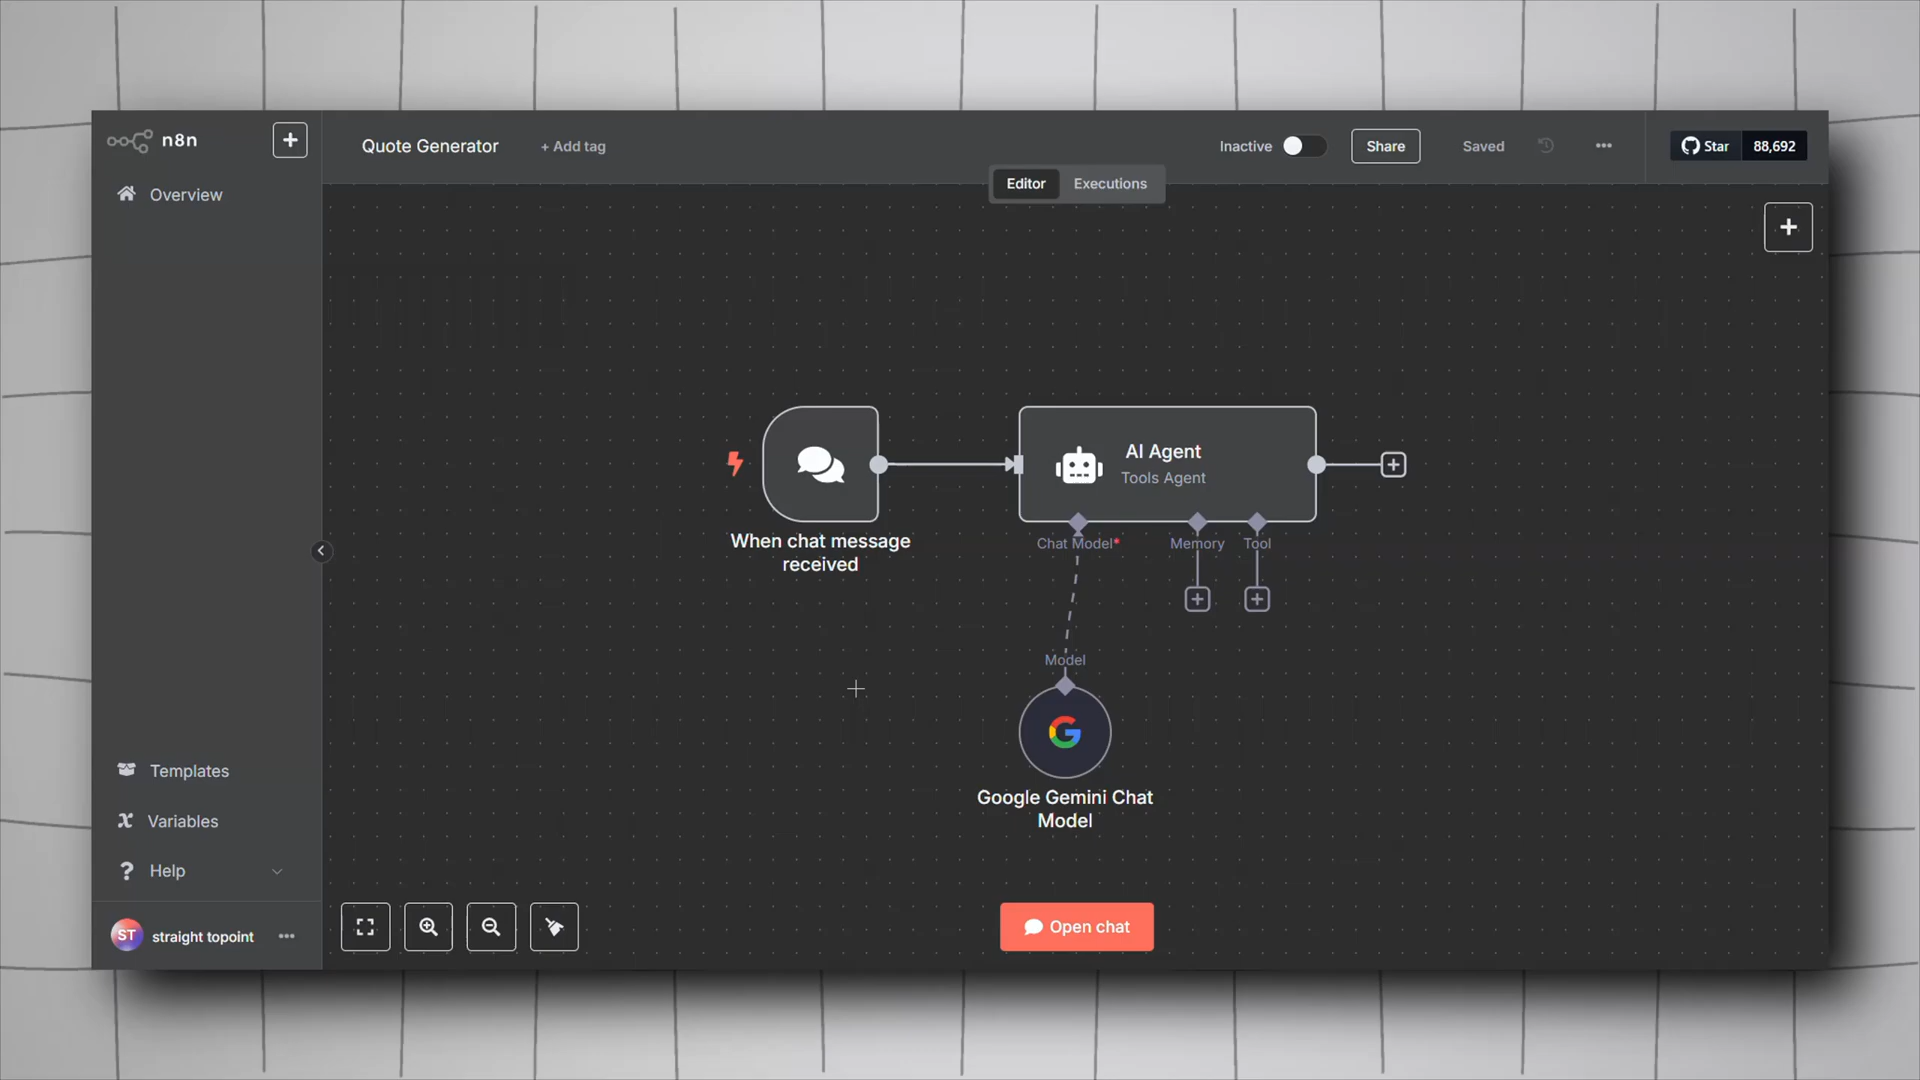 n8n
Quote Generator
+ Add tag
Inactive
Share
Saved
Star
88,692
Editor
Executions
Overview
AI Agent
Tools Agent
When chat message
received
Chat Model*
Memory
Tool
Model
Google Gemini Chat
Model
Templates
Variables
Help
ST
straight topoint
Open chat